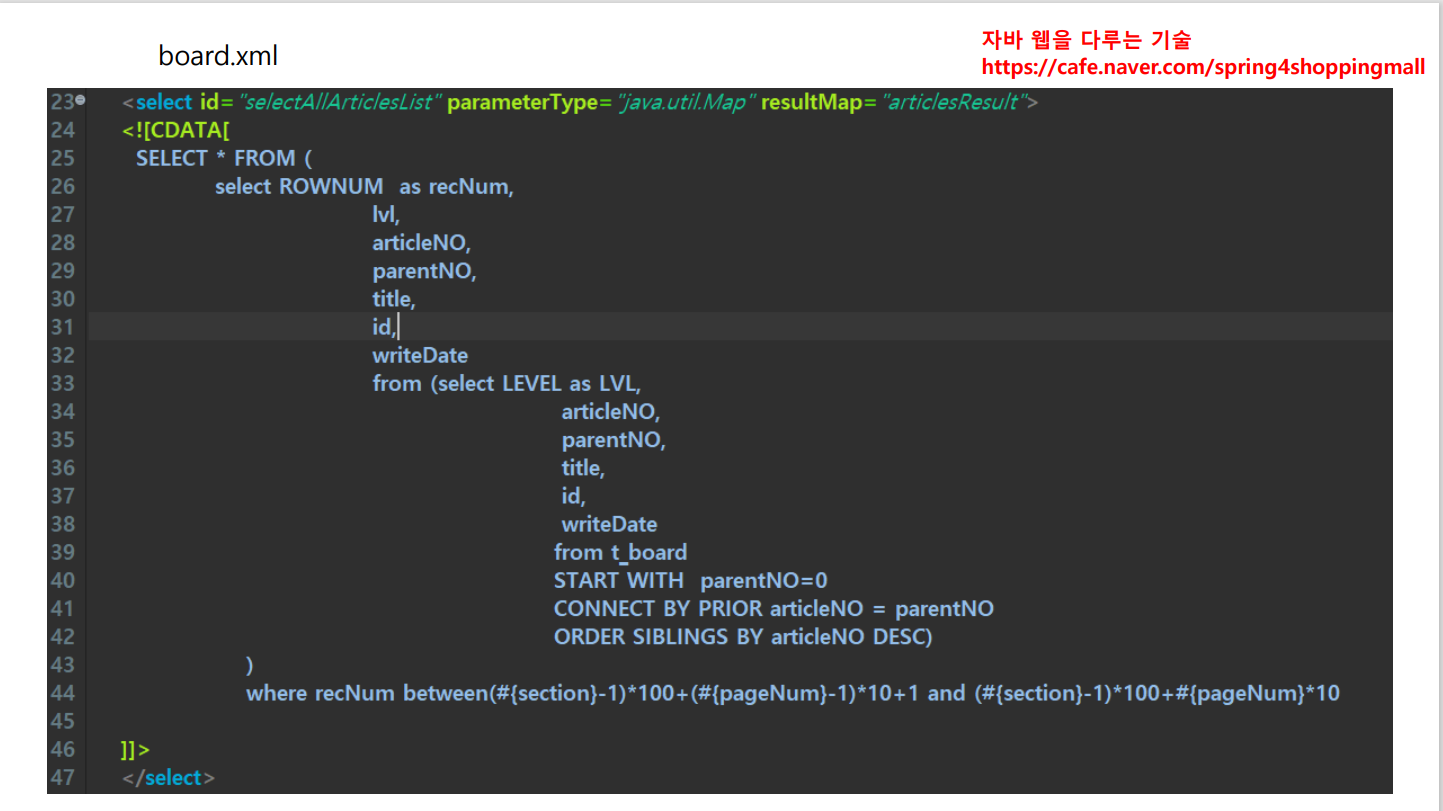 board.xml
자바 웹을 다루는 기술
https://cafe.naver.com/spring4shoppingmall
23 <select id="selectAllArticlesList" parameterType="java.util.Map" resultMap="articlesResult">
24 <![CDATA[
25 SELECT * FROM (
26 select ROWNUM as recNum,
27 lvl,
28 articleNO,
29 parentNO,
30 title,
31 id,
32 writeDate
33 from (select LEVEL as LVL,
34 articleNO,
35 parentNO,
36 title,
37 id,
38 writeDate
39 from t_board
40 START WITH parentNO=0
41 CONNECT BY PRIOR articleNO = parentNO
42 ORDER SIBLINGS BY articleNO DESC)
43 )
44 where recNum between(#{section}-1)*100+(#{pageNum}-1)*10+1 and (#{section}-1)*100+#{pageNum}*10
45
46 ]]>
47 </select>